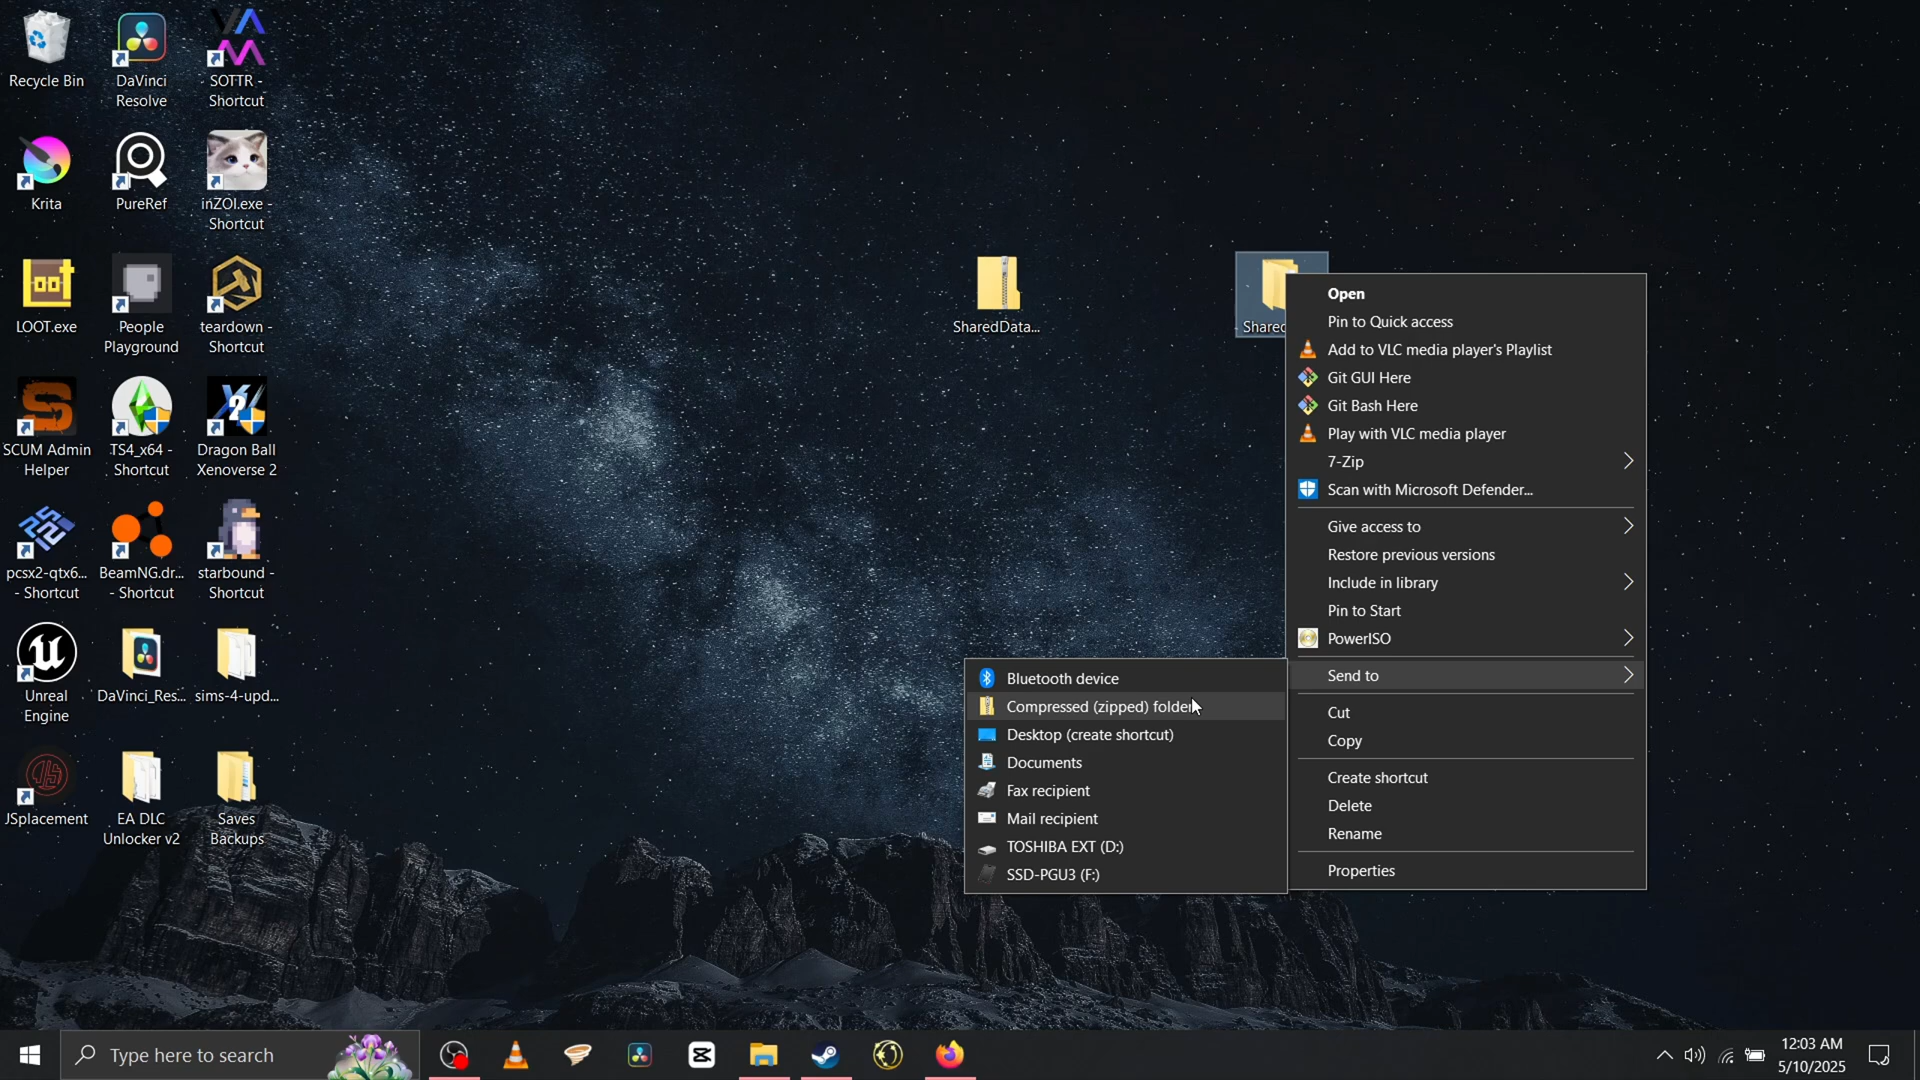 Recycle Bin
DaVinci
Resolve
SOTTR -
Shortcut
Krita
PureRef
inZOI.exe -
Shortcut
LOOT.exe
People
Playground
teardown -
Shortcut
SCUM Admin
Helper
TS4_x64 -
Shortcut
Dragon Ball
Xenoverse 2
pcsx2-qtx6...
- Shortcut
BeamNG.dr...
- Shortcut
starbound -
Shortcut
Unreal
Engine
DaVinci_Res...
sims-4-upd...
JSplacement
EA DLC
Unlocker v2
Saves
Backups
SharedData...
Shared
Open
Pin to Quick access
Add to VLC media player's Playlist
Git GUI Here
Git Bash Here
Play with VLC media player
7-Zip
Scan with Microsoft Defender...
Give access to
Restore previous versions
Include in library
Pin to Start
PowerISO
Send to
Cut
Copy
Create shortcut
Delete
Rename
Properties
Bluetooth device
Compressed (zipped) folder
Desktop (create shortcut)
Documents
Fax recipient
Mail recipient
TOSHIBA EXT (D:)
SSD-PGU3 (F:)
Type here to search
12:03 AM
5/10/2025